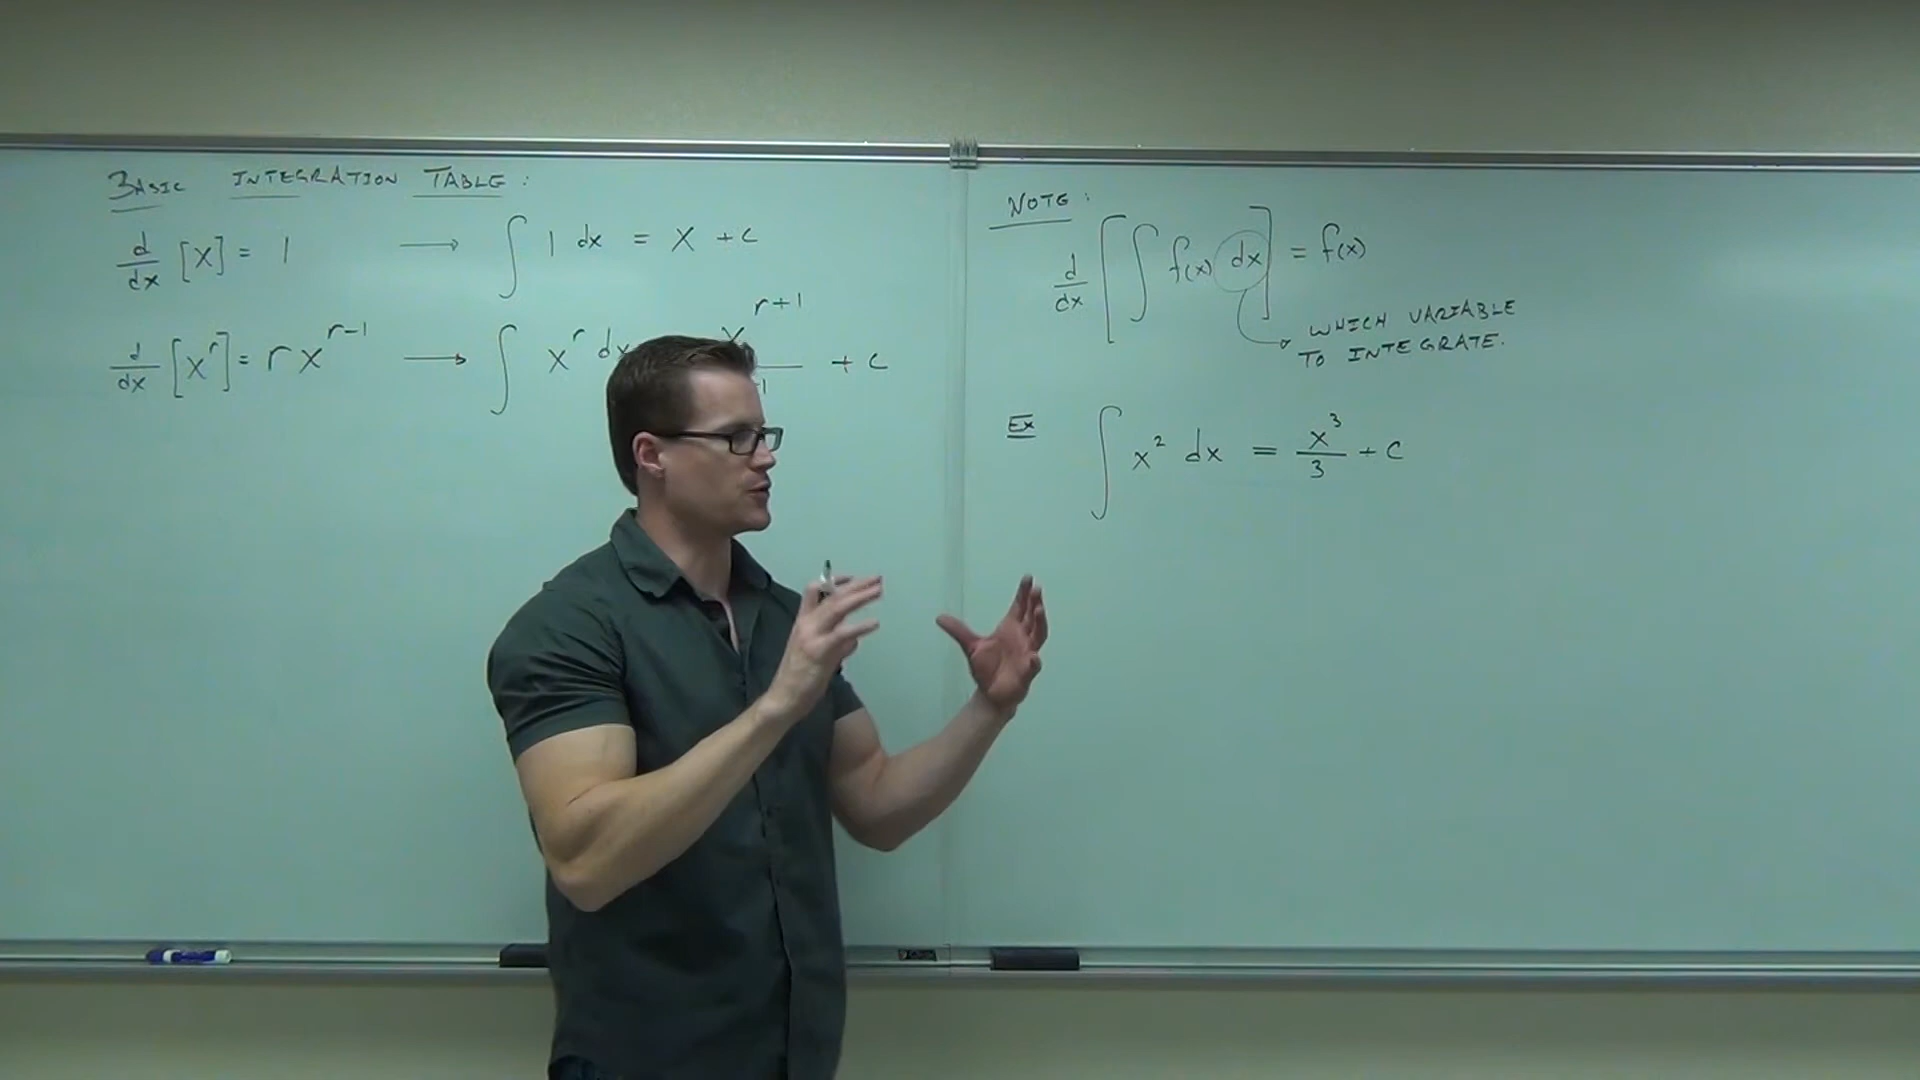 BASIC INTEGRATION TABLE:
d/dx [x] = 1 → ∫ 1 dx = x + c
d/dx [x^r] = r x^(r-1) → ∫ x^r dx x^(r+1) / 1 + c
NOTE:
d/dx [∫ f(x) dx] = f(x)
WHICH VARIABLE
TO INTEGRATE.
Ex ∫ x² dx = x³/3 + c